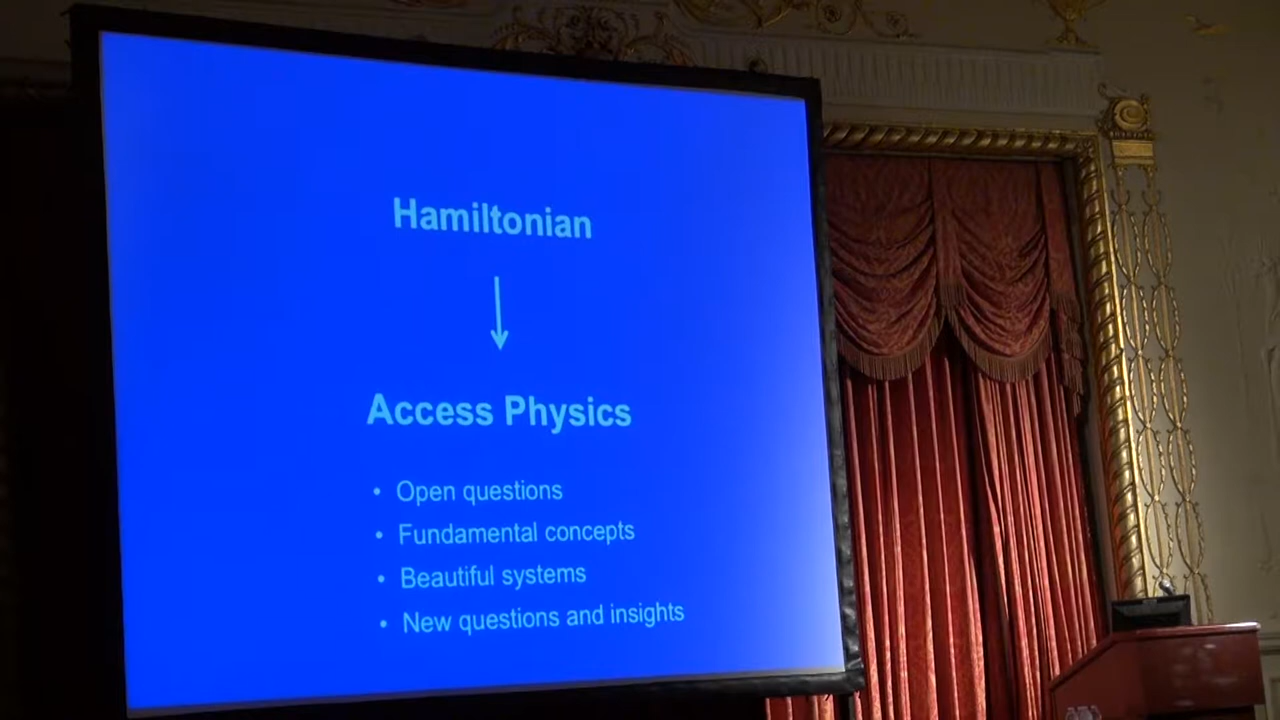 Hamiltonian
Access Physics
• Open questions
• Fundamental concepts
• Beautiful systems
• New questions and insights